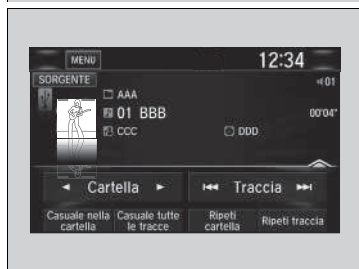 MENU 12:34
SORGENTE
01
AAA
01 BBB 00'04"
CCC DDD
Cartella Traccia
Casuale nella cartella Casuale tutte le tracce Ripeti cartella Ripeti traccia